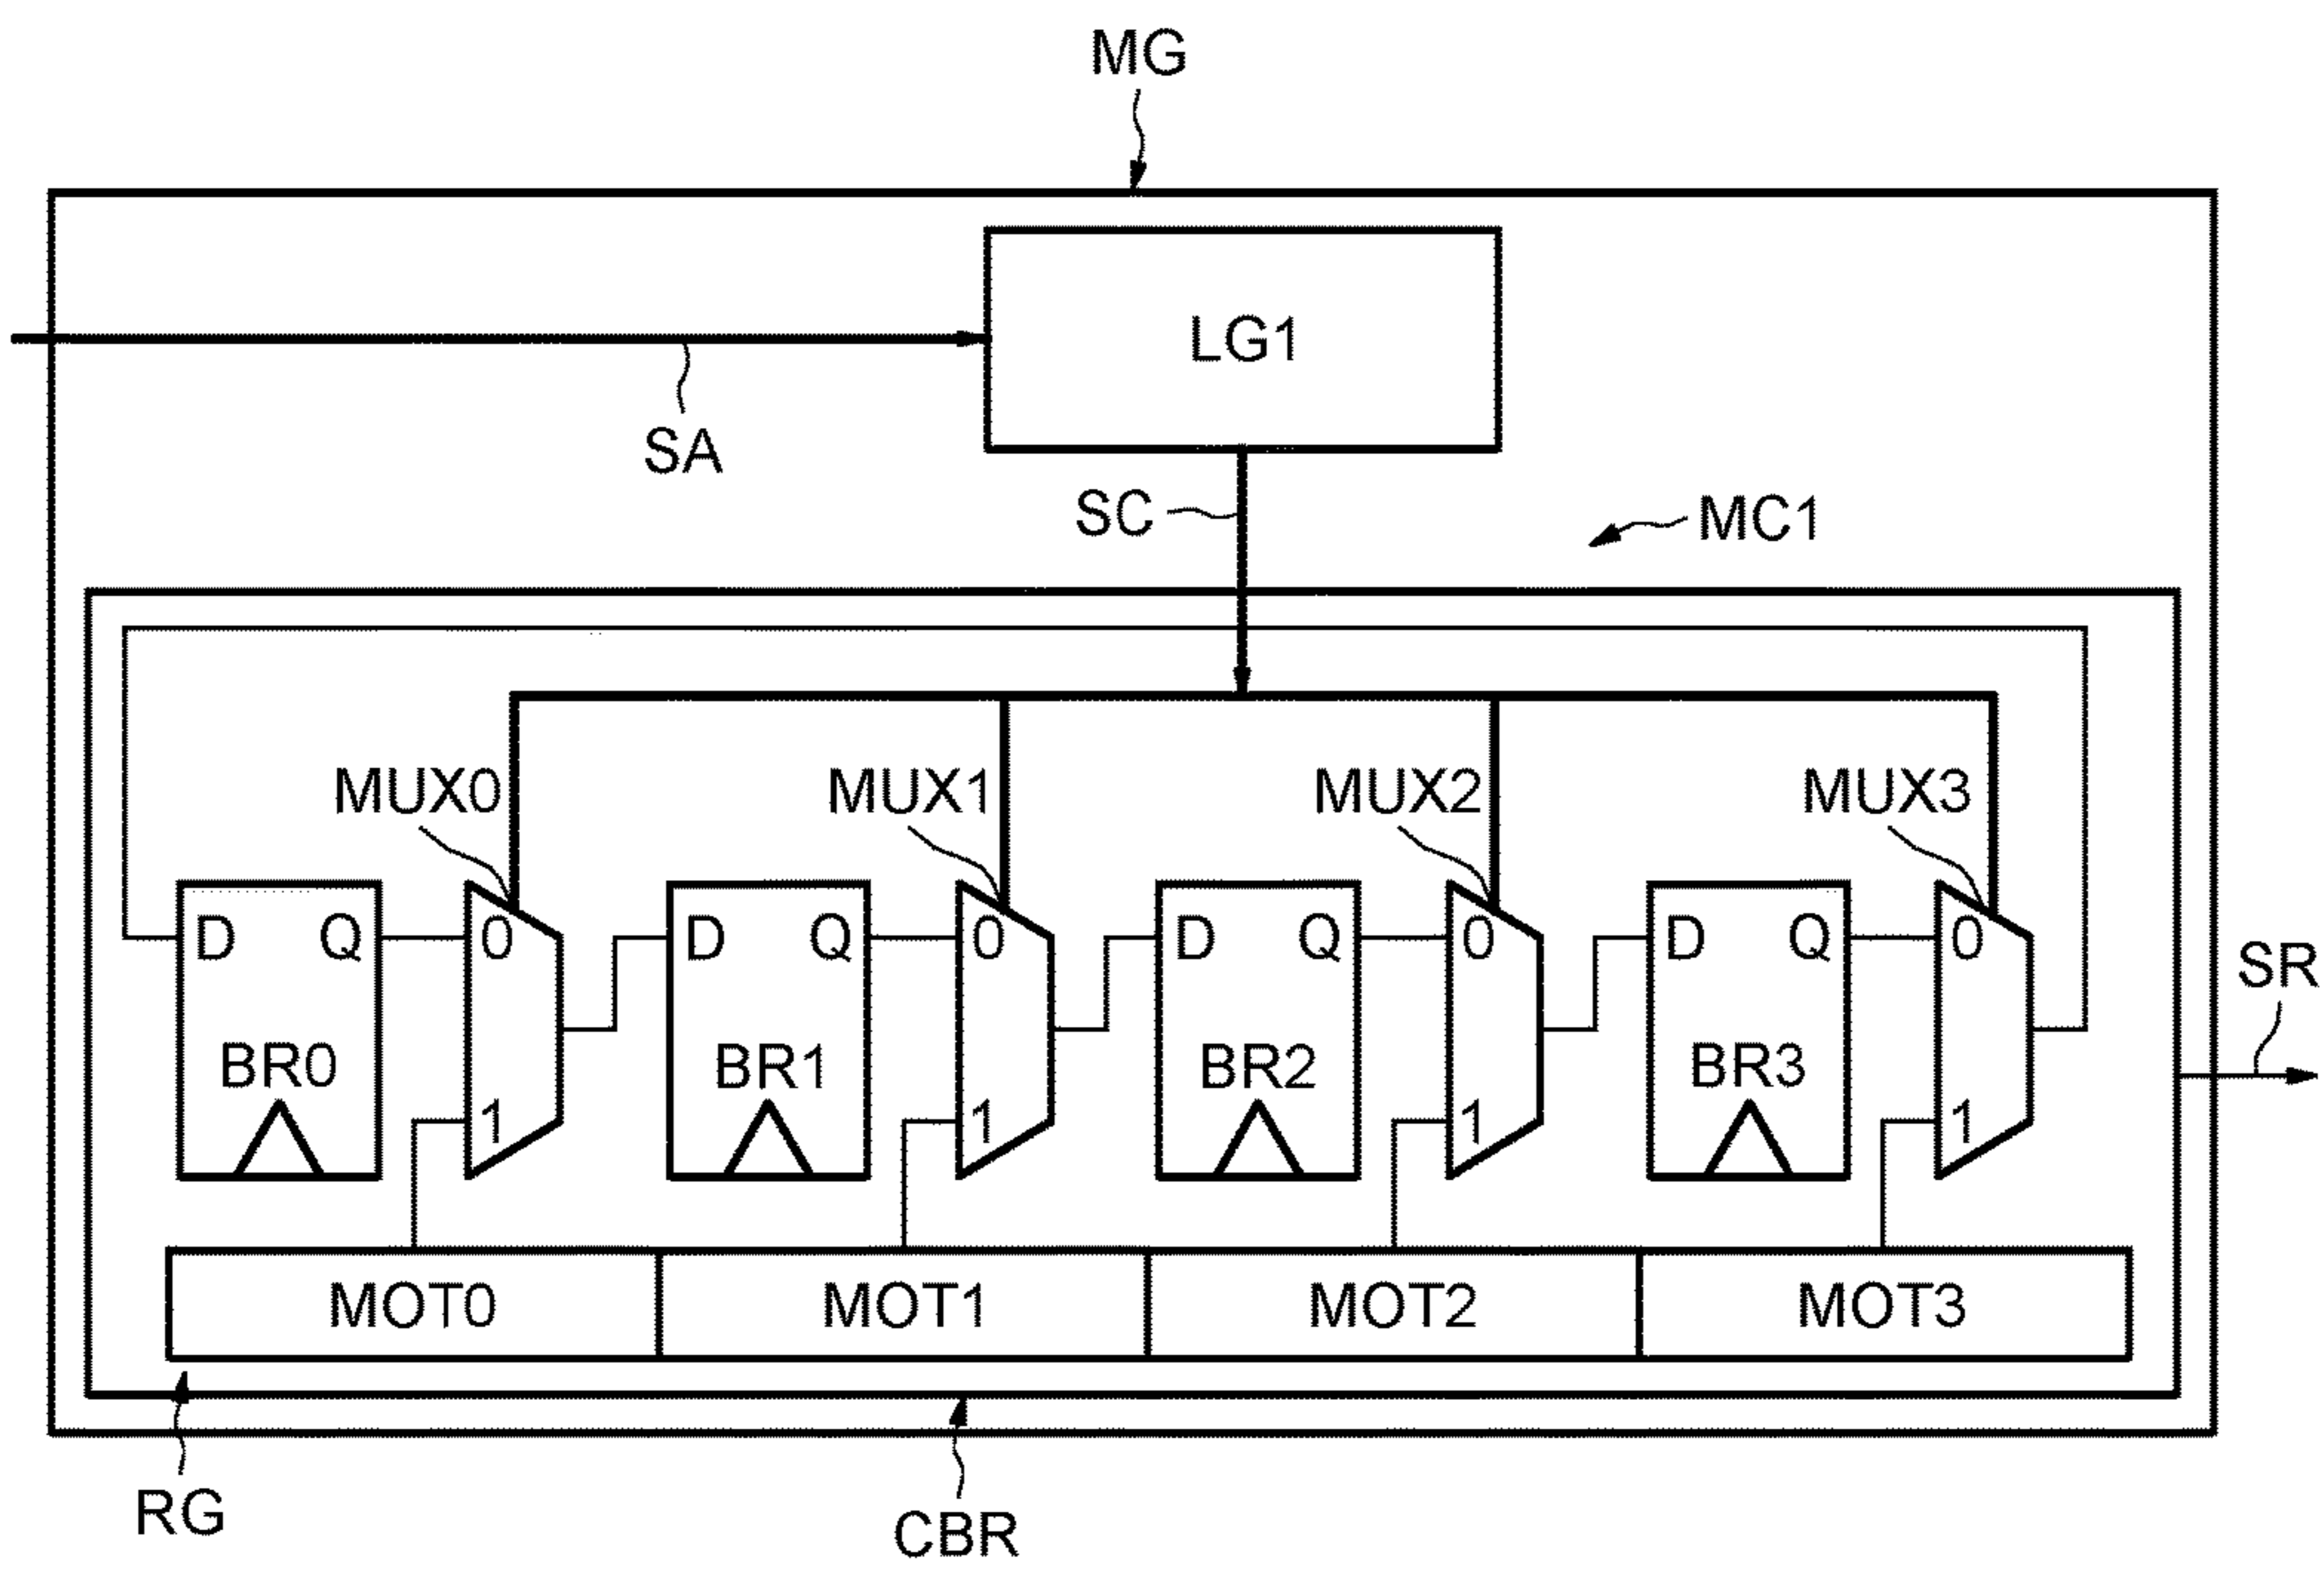 MG
LG1
SA
SC
MC1
MUX0 MUX1 MUX2 MUX3
D Q 0 D Q 0 D Q 0 D Q 0
SR
BR0 BR1 BR2 BR3
1 1 1 1
MOT0 MOT1 MOT2 MOT3
RG
CBR